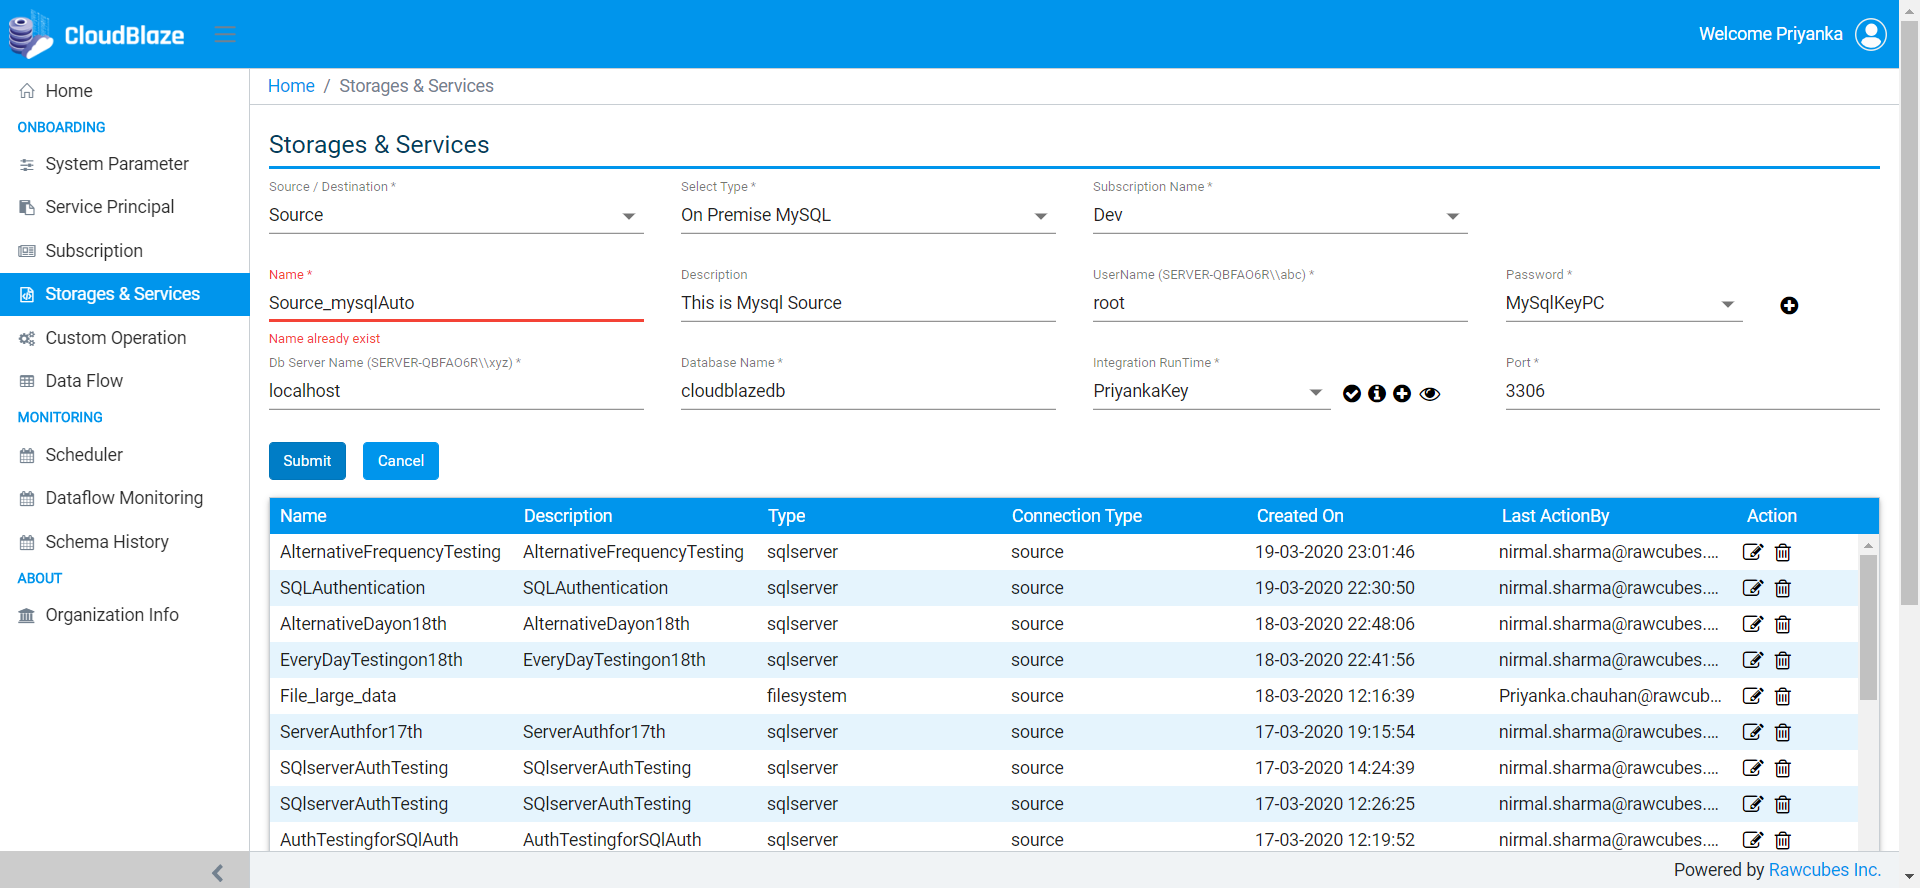 CloudBlaze
Welcome Priyanka
Home
ONBOARDING
System Parameter
Service Principal
Subscription
Storages & Services
Custom Operation
Data Flow
MONITORING
Scheduler
Dataflow Monitoring
Schema History
ABOUT
Organization Info
Home / Storages & Services
Storages & Services
Source / Destination * Select Type * Subscription Name *
Source On Premise MySQL Dev
Name * Description UserName (SERVER-QBFAO6R\\abc) * Password *
Source_mysqlAuto This is Mysql Source root MySqlKeyPC
Name already exist
Db Server Name (SERVER-QBFAO6R\\xyz) * Database Name * Integration RunTime * Port *
localhost cloudblazedb PriyankaKey 3306
Submit Cancel
Name Description Type Connection Type Created On Last ActionBy Action
AlternativeFrequencyTesting AlternativeFrequencyTesting sqlserver source 19-03-2020 23:01:46 nirmal.sharma@rawcubes....
SQLAuthentication SQLAuthentication sqlserver source 19-03-2020 22:30:50 nirmal.sharma@rawcubes....
AlternativeDayon18th AlternativeDayon18th sqlserver source 18-03-2020 22:48:06 nirmal.sharma@rawcubes....
EveryDayTestingon18th EveryDayTestingon18th sqlserver source 18-03-2020 22:41:56 nirmal.sharma@rawcubes....
File_large_data filesystem source 18-03-2020 12:16:39 Priyanka.chauhan@rawcub...
ServerAuthfor17th ServerAuthfor17th sqlserver source 17-03-2020 19:15:54 nirmal.sharma@rawcubes....
SQlserverAuthTesting SQlserverAuthTesting sqlserver source 17-03-2020 14:24:39 nirmal.sharma@rawcubes....
SQlserverAuthTesting SQlserverAuthTesting sqlserver source 17-03-2020 12:26:25 nirmal.sharma@rawcubes....
AuthTestingforSQlAuth AuthTestingforSQlAuth sqlserver source 17-03-2020 12:19:52 nirmal.sharma@rawcubes....
Powered by Rawcubes Inc.